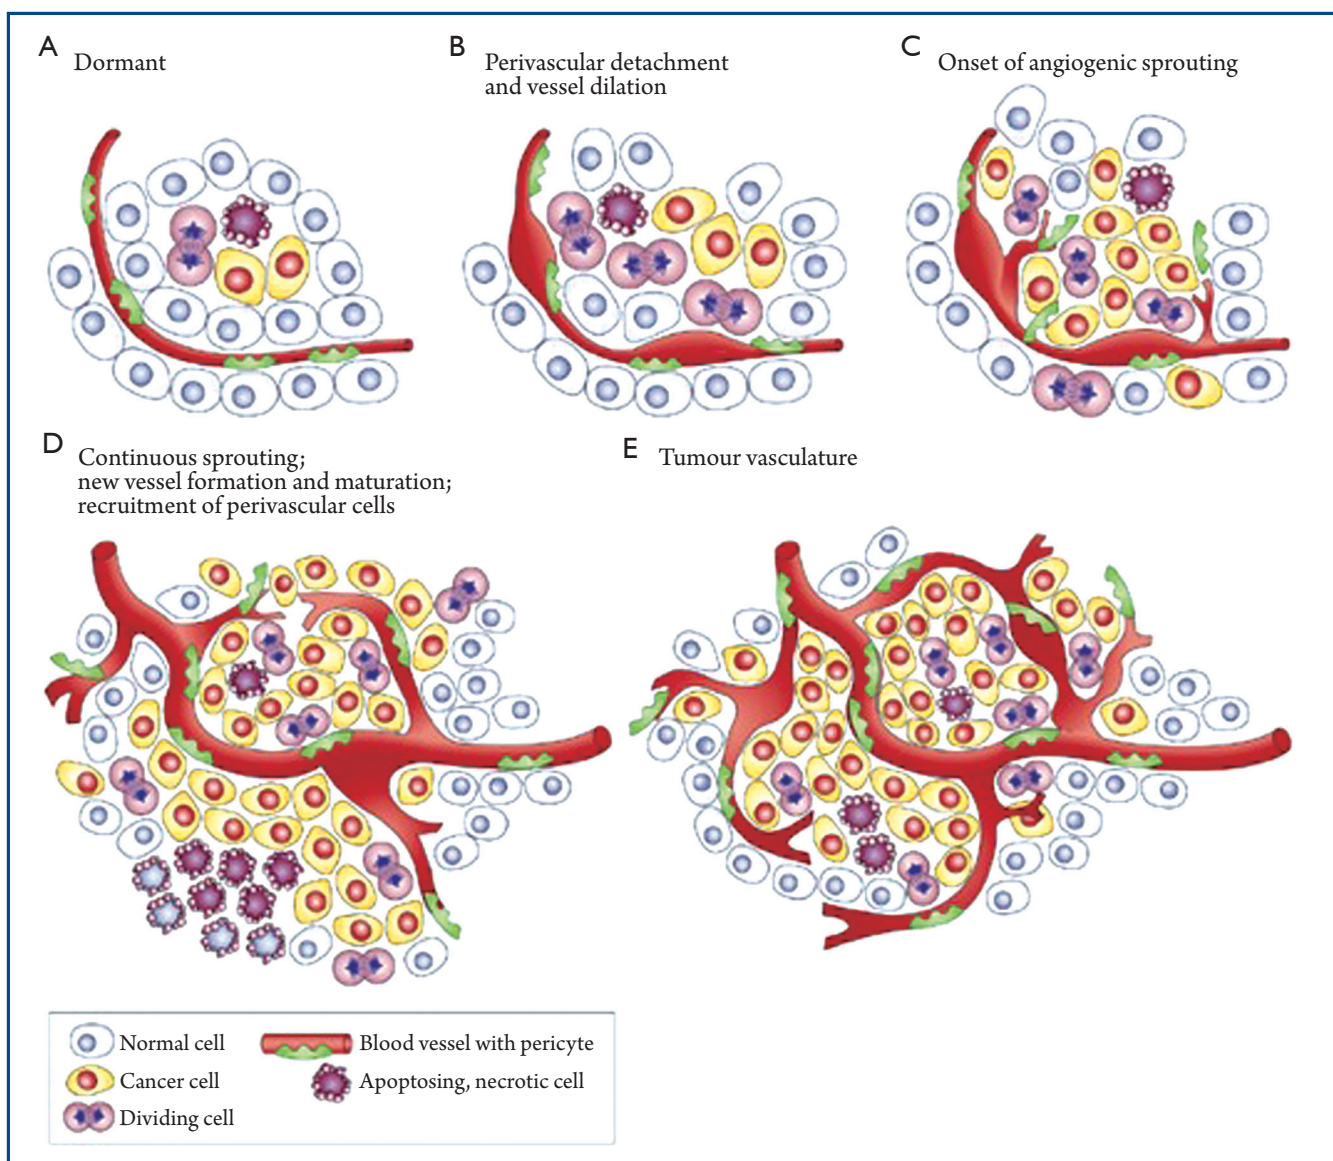 A
Dormant
B
Perivascular detachment
and vessel dilation
C
Onset of angiogenic sprouting
D
Continuous sprouting;
new vessel formation and maturation;
recruitment of perivascular cells
E
Tumour vasculature
Normal cell
Cancer cell
Dividing cell
Blood vessel with pericyte
Apoptosing, necrotic cell